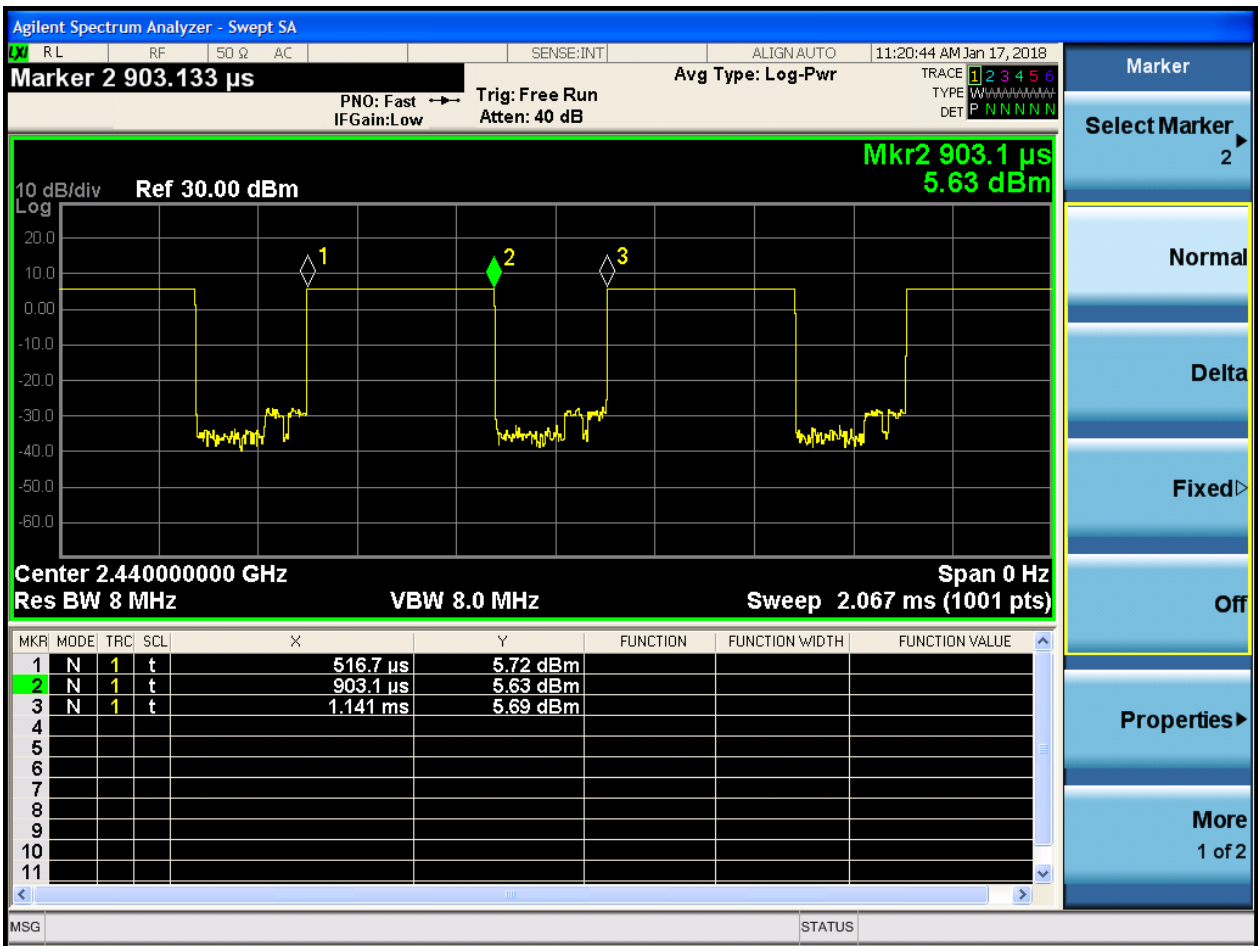 Agilent Spectrum Analyzer - Swept SA
LXI RL RF 50 Ω AC SENSE:INT ALIGN AUTO 11:20:44 AM Jan 17, 2018
Marker 2 903.133 µs
PNO: Fast
IFGain:Low
Trig: Free Run
Atten: 40 dB
Avg Type: Log-Pwr
TRACE 1 2 3 4 5 6
TYPE WWWWWW
DET P N N N N N
Mkr2 903.1 µs
5.63 dBm
10 dB/div Ref 30.00 dBm
Log
20.0
10.0
0.00
-10.0
-20.0
-30.0
-40.0
-50.0
-60.0
1
2
3
Center 2.440000000 GHz Span 0 Hz
Res BW 8 MHz VBW 8.0 MHz Sweep 2.067 ms (1001 pts)
MKR MODE TRC SCL X Y FUNCTION FUNCTION WIDTH FUNCTION VALUE
1 N 1 t 516.7 µs 5.72 dBm
2 N 1 t 903.1 µs 5.63 dBm
3 N 1 t 1.141 ms 5.69 dBm
4
5
6
7
8
9
10
11
MSG STATUS
Marker
Select Marker
2
Normal
Delta
Fixed
Off
Properties
More
1 of 2